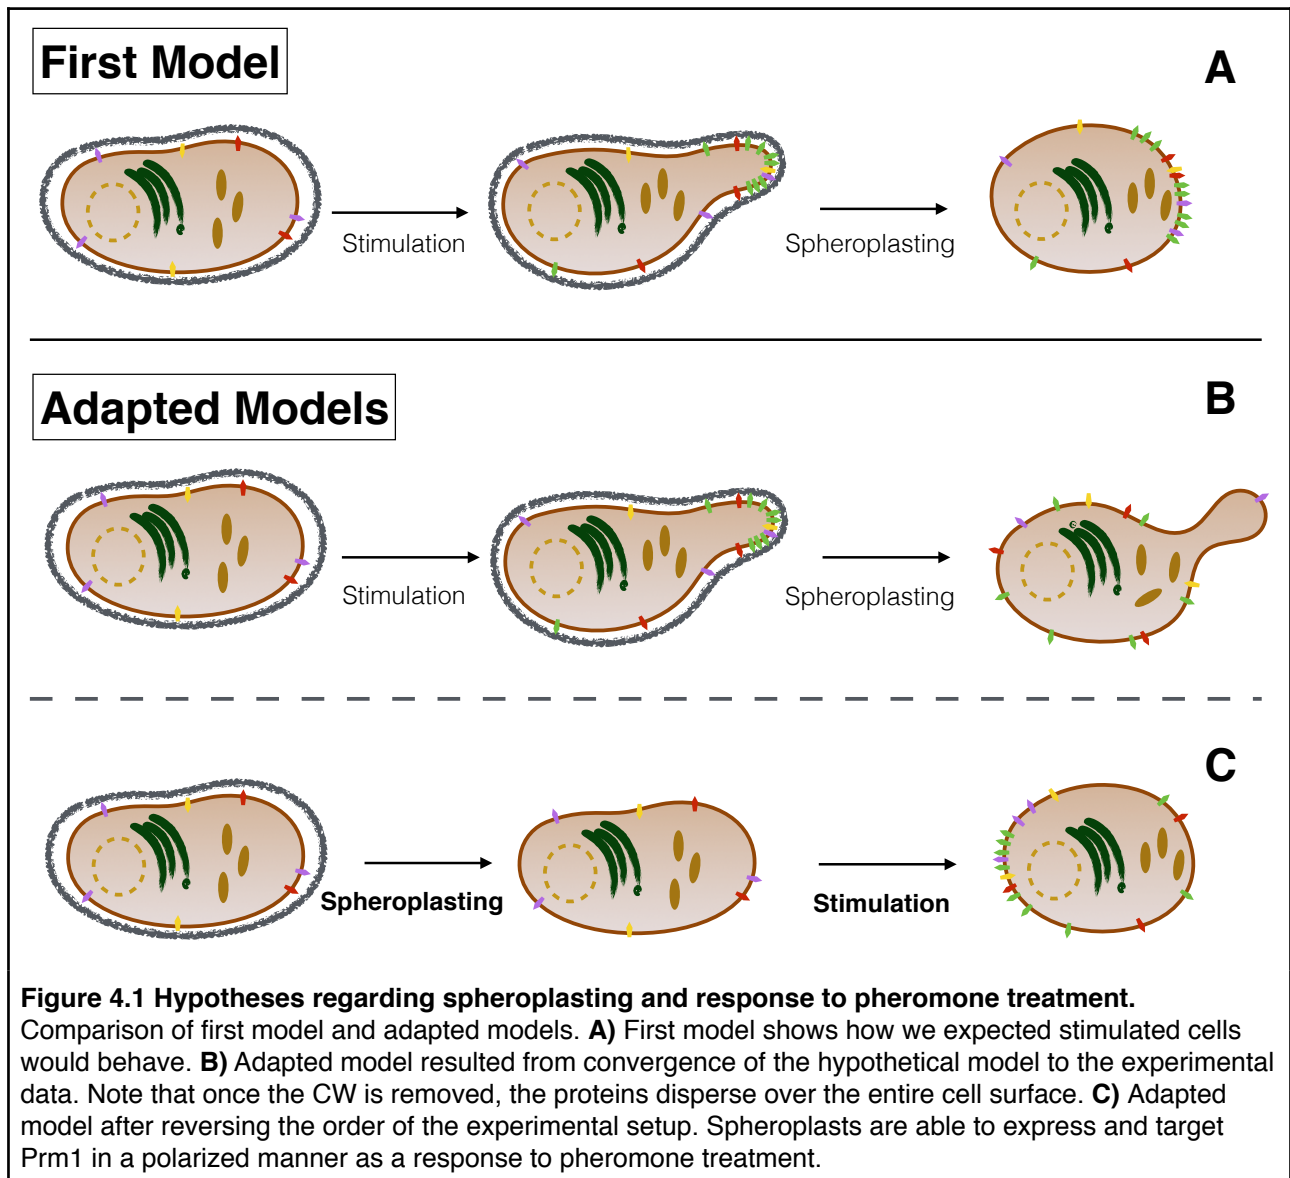 First Model
A
Stimulation
Spheroplasting
Adapted Models
B
Stimulation
Spheroplasting
C
Spheroplasting
Stimulation
Figure 4.1 Hypotheses regarding spheroplasting and response to pheromone treatment.
Comparison of first model and adapted models. A) First model shows how we expected stimulated cells
would behave. B) Adapted model resulted from convergence of the hypothetical model to the experimental
data. Note that once the CW is removed, the proteins disperse over the entire cell surface. C) Adapted
model after reversing the order of the experimental setup. Spheroplasts are able to express and target
Prm1 in a polarized manner as a response to pheromone treatment.